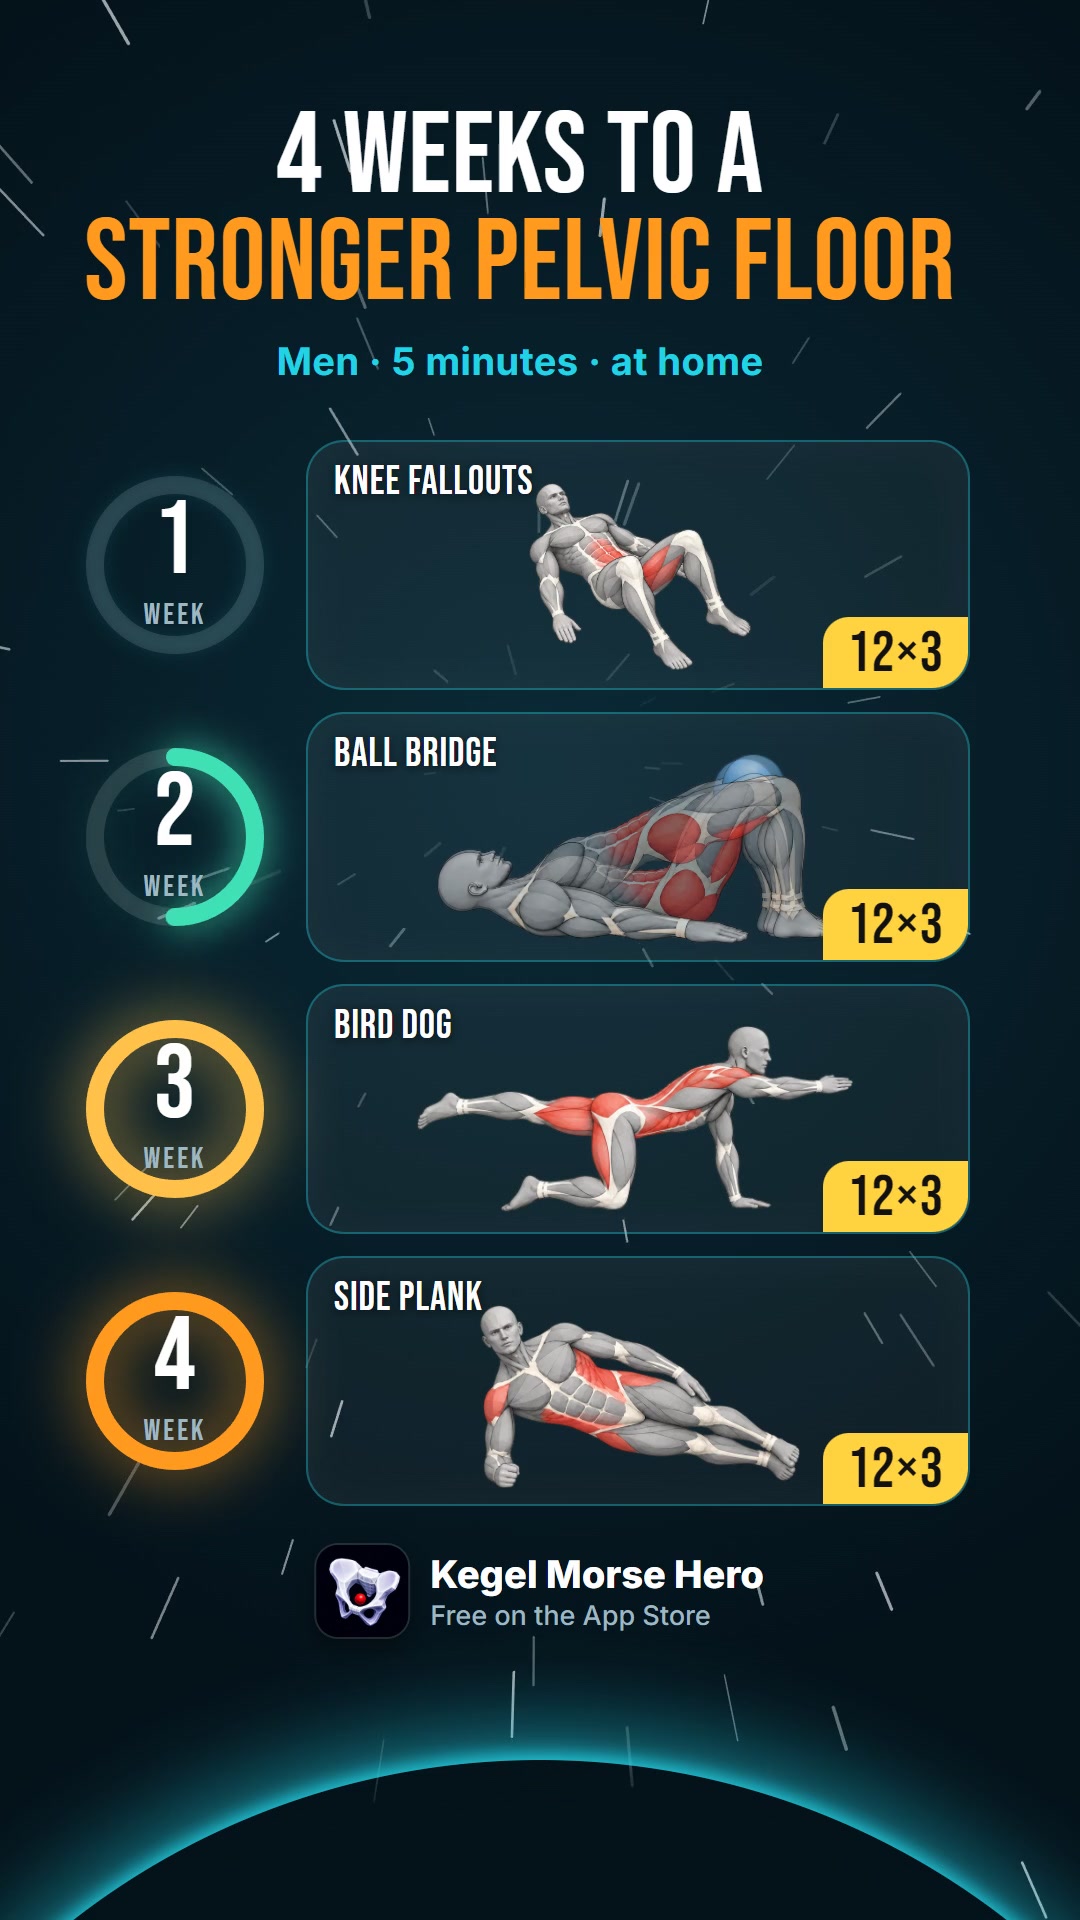 4 WEEKS TO A
STRONGER PELVIC FLOOR
Men · 5 minutes · at home
1
WEEK
KNEE FALLOUTS
12×3
2
WEEK
BALL BRIDGE
12×3
3
WEEK
BIRD DOG
12×3
4
WEEK
SIDE PLANK
12×3
Kegel Morse Hero
Free on the App Store